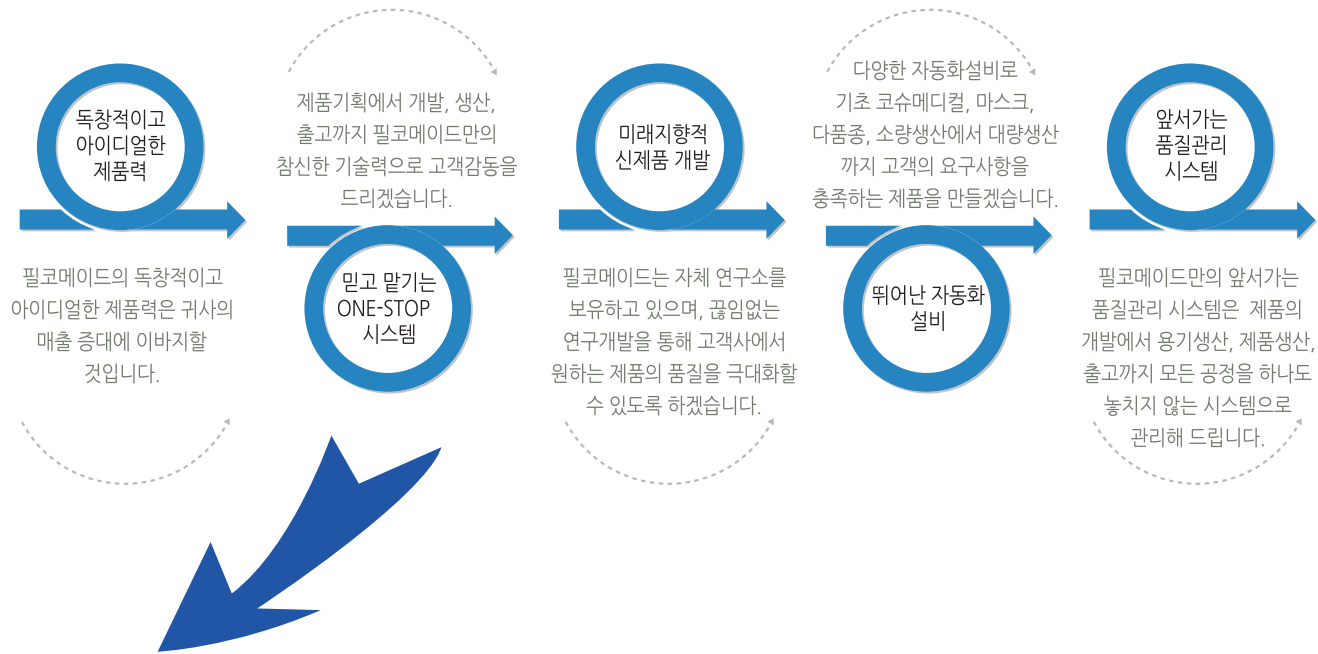 독창적이고
아이디얼한
제품력
필코메이드의 독창적이고
아이디얼한 제품력은 귀사의
매출 증대에 이바지할
것입니다.
제품기획에서 개발, 생산,
출고까지 필코메이드만의
참신한 기술력으로 고객감동을
드리겠습니다.
믿고 맡기는
ONE-STOP
시스템
미래지향적
신제품 개발
필코메이드는 자체 연구소를
보유하고 있으며, 끊임없는
연구개발을 통해 고객사에서
원하는 제품의 품질을 극대화할
수 있도록 하겠습니다.
다양한 자동화설비로
기초 코슈메디컬, 마스크,
다품종, 소량생산에서 대량생산
까지 고객의 요구사항을
충족하는 제품을 만들겠습니다.
뛰어난 자동화
설비
앞서가는
품질관리
시스템
필코메이드만의 앞서가는
품질관리 시스템은 제품의
개발에서 용기생산, 제품생산,
출고까지 모든 공정을 하나도
놓치지 않는 시스템으로
관리해 드립니다.